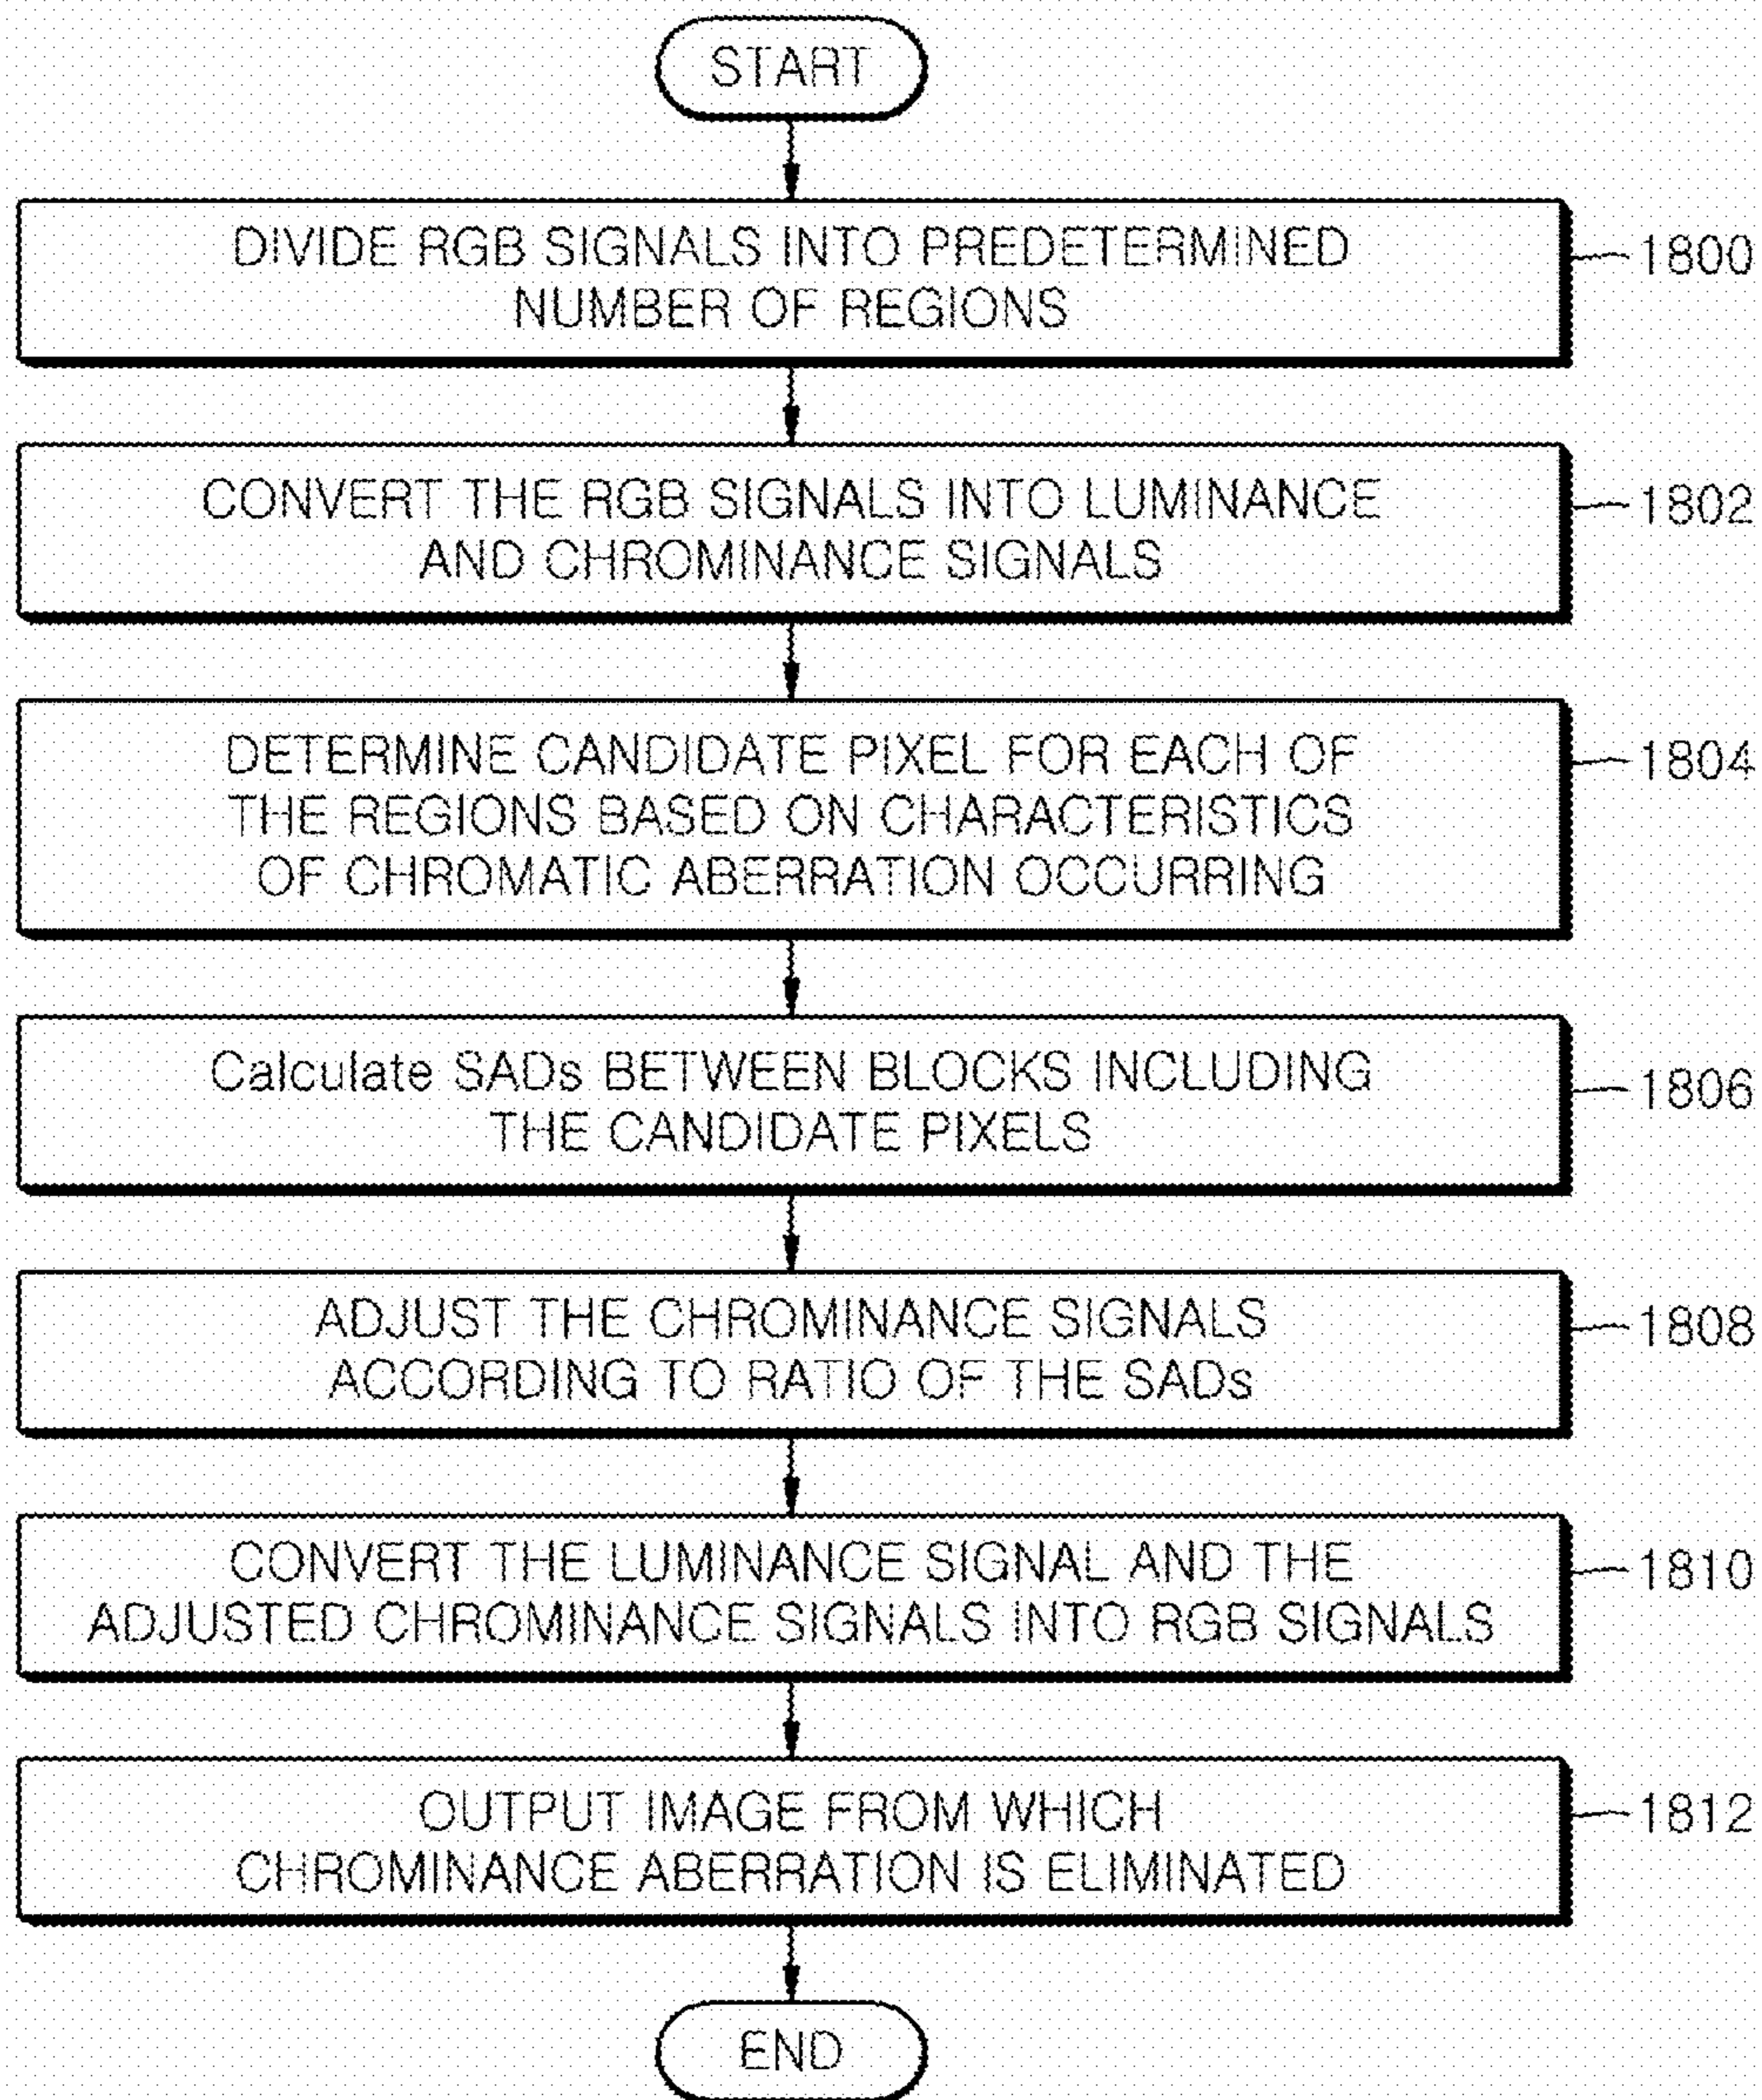 START
DIVIDE RGB SIGNALS INTO PREDETERMINED
NUMBER OF REGIONS
1800
CONVERT THE RGB SIGNALS INTO LUMINANCE
AND CHROMINANCE SIGNALS
1802
DETERMINE CANDIDATE PIXEL FOR EACH OF
THE REGIONS BASED ON CHARACTERISTICS
OF CHROMATIC ABERRATION OCCURRING
1804
Calculate SADs BETWEEN BLOCKS INCLUDING
THE CANDIDATE PIXELS
1806
ADJUST THE CHROMINANCE SIGNALS
ACCORDING TO RATIO OF THE SADs
1808
CONVERT THE LUMINANCE SIGNAL AND THE
ADJUSTED CHROMINANCE SIGNALS INTO RGB SIGNALS
1810
OUTPUT IMAGE FROM WHICH
CHROMINANCE ABERRATION IS ELIMINATED
1812
END